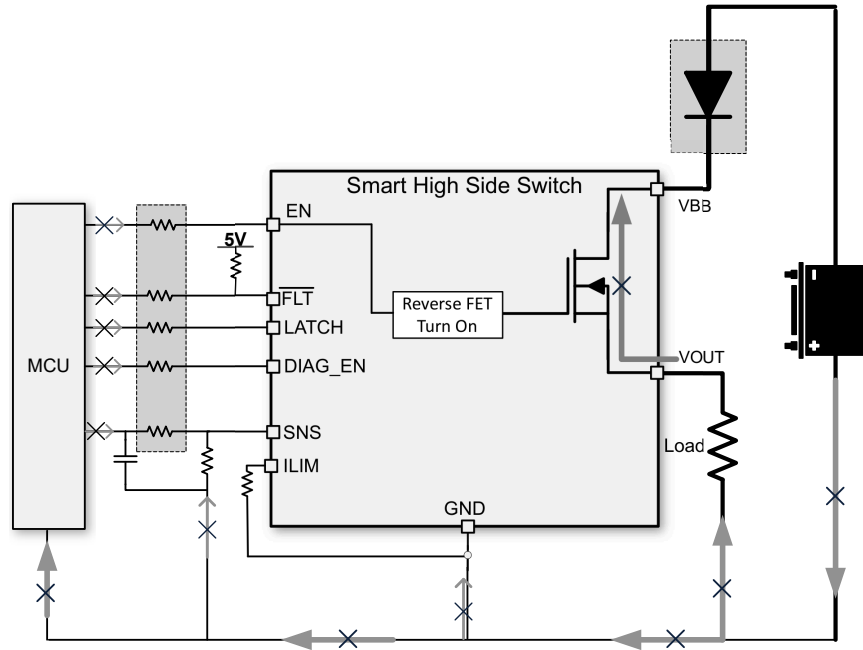 Smart High Side Switch
VBB
EN
5V
FLT
Reverse FET
Turn On
LATCH
VOUT
MCU
DIAG_EN
SNS
Load
ILIM
GND